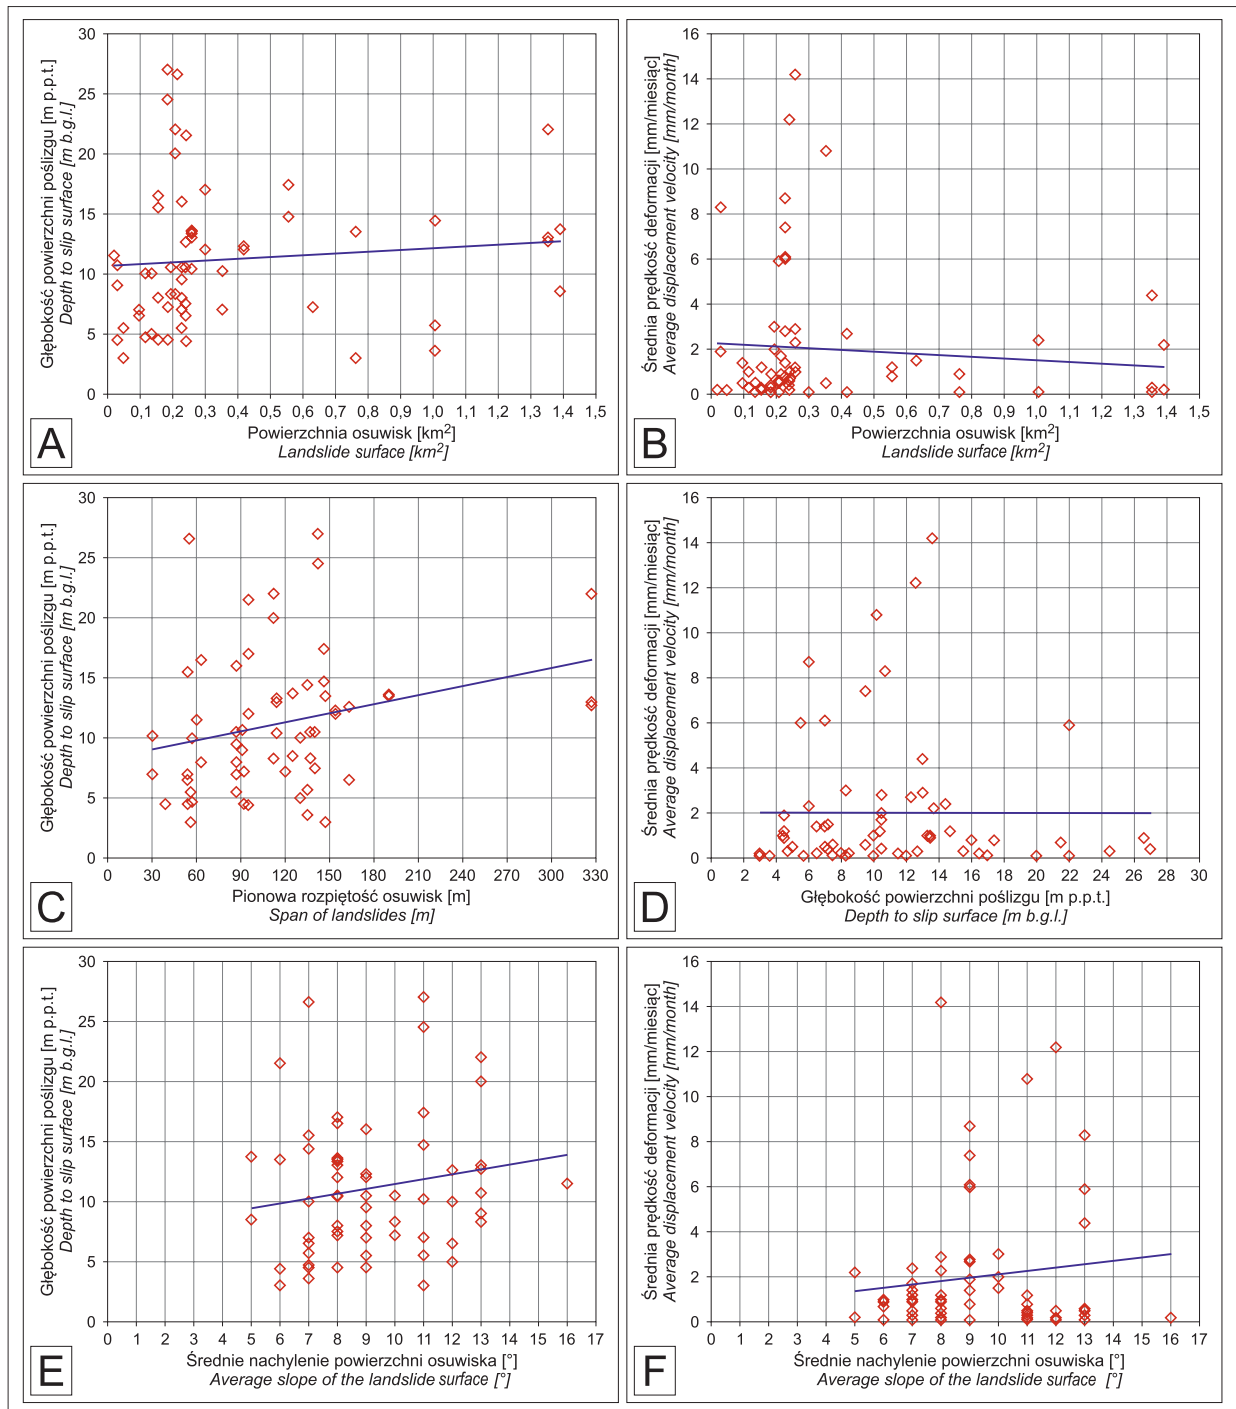 Głębokość powierzchni poślizgu [m p.p.t.]
Depth to slip surface [m b.g.l.]
30
25
20
15
10
5
0
0 0,1 0,2 0,3 0,4 0,5 0,6 0,7 0,8 0,9 1,0 1,1 1,2 1,3 1,4 1,5
Powierzchnia osuwisk [km²]
Landslide surface [km²]
A
Średnia prędkość deformacji [mm/miesiąc]
Average displacement velocity [mm/month]
16
14
12
10
8
6
4
2
0
0 0,1 0,2 0,3 0,4 0,5 0,6 0,7 0,8 0,9 1,0 1,1 1,2 1,3 1,4 1,5
Powierzchnia osuwisk [km²]
Landslide surface [km²]
B
Głębokość powierzchni poślizgu [m p.p.t.]
Depth to slip surface [m b.g.l.]
30
25
20
15
10
5
0
0 30 60 90 120 150 180 210 240 270 300 330
Pionowa rozpiętość osuwisk [m]
Span of landslides [m]
C
Średnia prędkość deformacji [mm/miesiąc]
Average displacement velocity [mm/month]
16
14
12
10
8
6
4
2
0
0 2 4 6 8 10 12 14 16 18 20 22 24 26 28 30
Głębokość powierzchni poślizgu [m p.p.t.]
Depth to slip surface [m b.g.l.]
D
Głębokość powierzchni poślizgu [m p.p.t.]
Depth to slip surface [m b.g.l.]
30
25
20
15
10
5
0
0 1 2 3 4 5 6 7 8 9 10 11 12 13 14 15 16 17
Średnie nachylenie powierzchni osuwiska [°]
Average slope of the landslide surface [°]
E
Średnia prędkość deformacji [mm/miesiąc]
Average displacement velocity [mm/month]
16
14
12
10
8
6
4
2
0
0 1 2 3 4 5 6 7 8 9 10 11 12 13 14 15 16 17
Średnie nachylenie powierzchni osuwiska [°]
Average slope of the landslide surface [°]
F